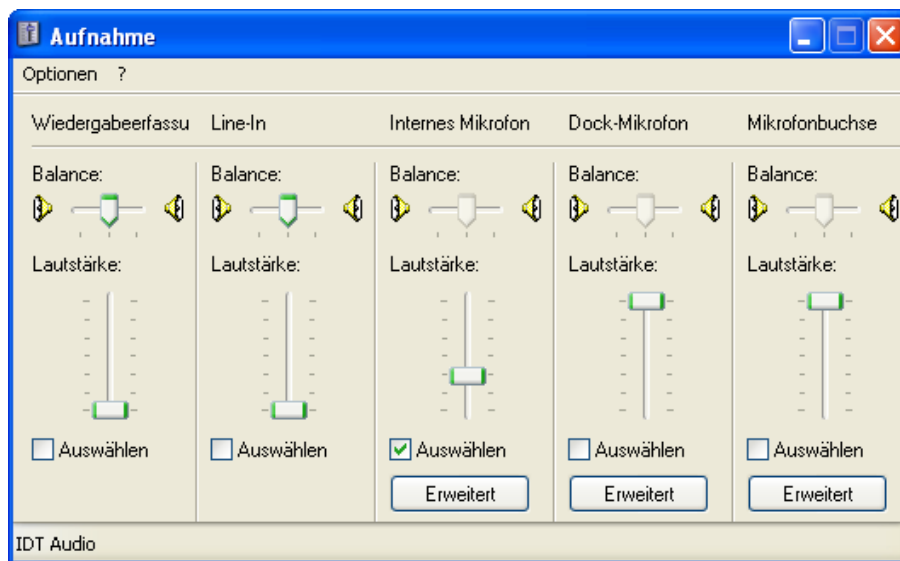 Aufnahme
Optionen ?
Wiedergabeerfassu Line-In Internes Mikrofon Dock-Mikrofon Mikrofonbuchse
Balance: Balance: Balance: Balance: Balance:
Lautstärke: Lautstärke: Lautstärke: Lautstärke: Lautstärke:
Auswählen Auswählen Auswählen Auswählen Auswählen
Erweitert Erweitert Erweitert
IDT Audio